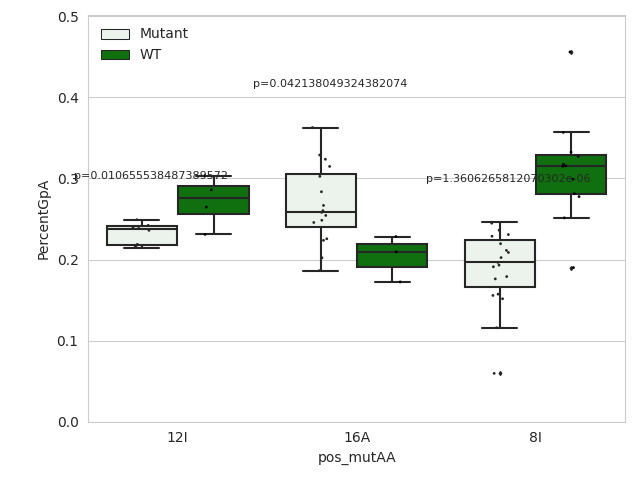 0.5
Mutant
WT
p=0.042138049324382074
0.4
p=0.010655538487389572
0.3
p=1.3606265812070302e-06
PercentGpA
0.2
0.1
0.0
12I 16A 8I
pos_mutAA